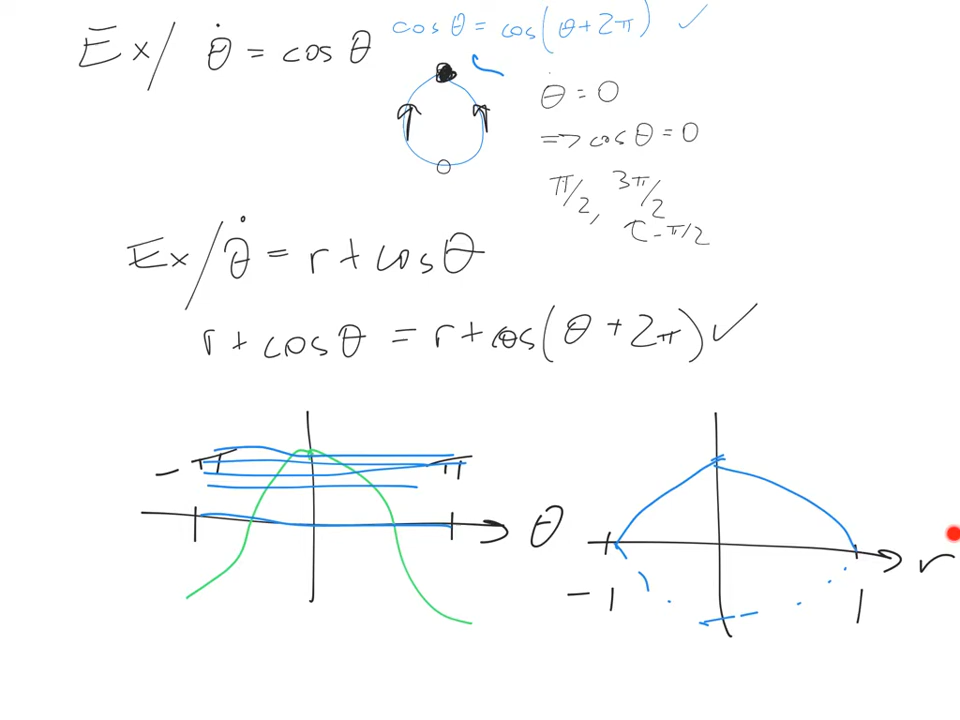 Ex/ θ̇ = cos θ
cos θ = cos(θ+2π) ✓
θ̇ = 0
=> cos θ = 0
π/2, 3π/2
τ-π/2
Ex/ θ̇ = r + cos θ
r + cos θ = r + cos(θ + 2π) ✓
-π π
θ
r
-1 1